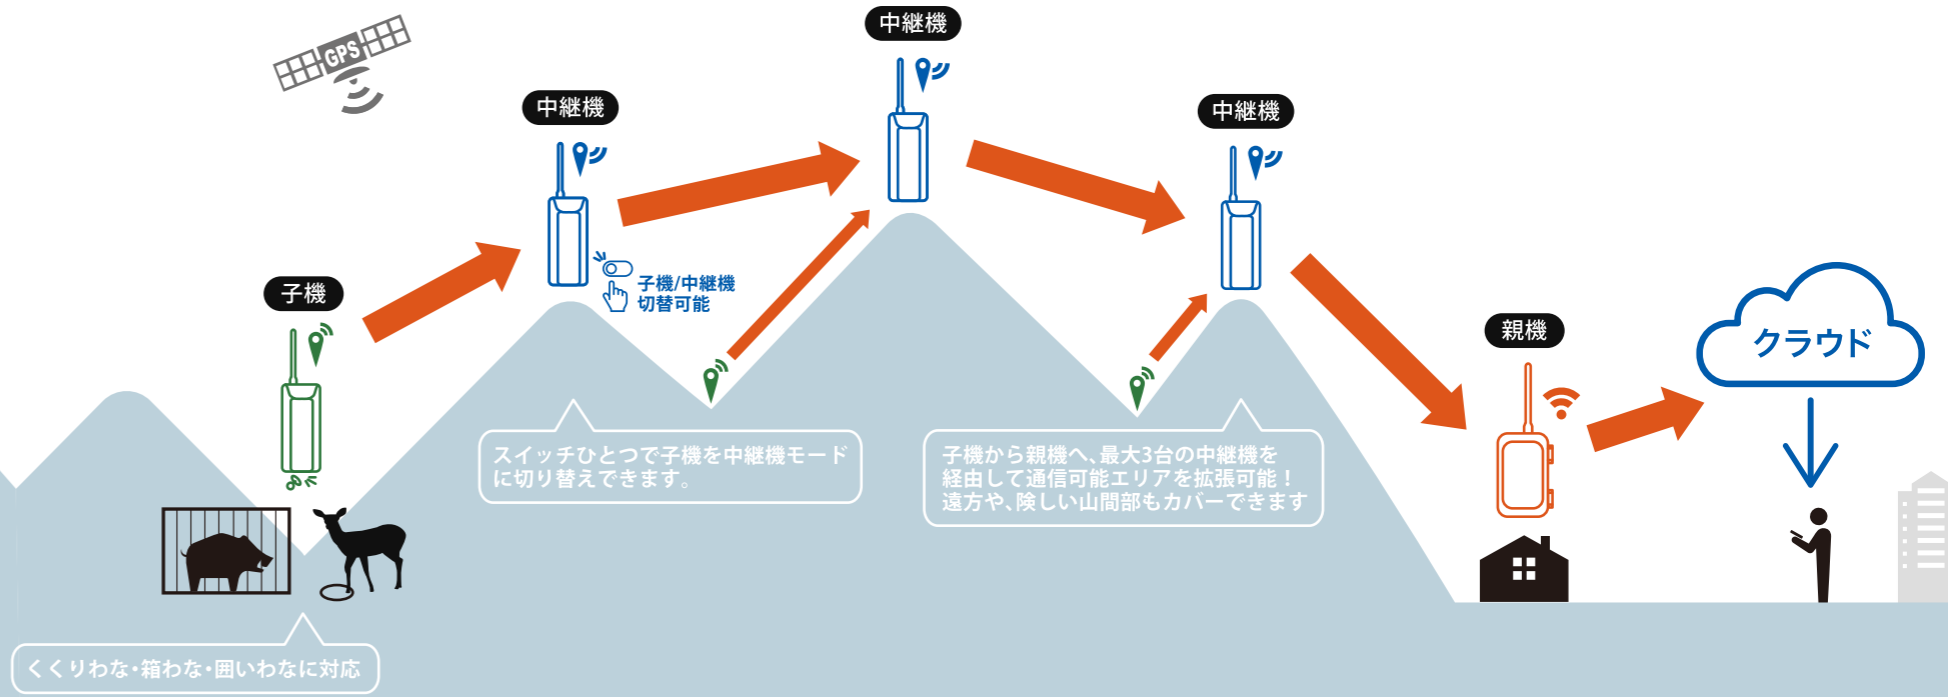 GPS
中継機
中継機
中継機
子機
子機/中継機
切替可能
親機
クラウド
スイッチひとつで子機を中継機モード
に切り替えできます。
子機から親機へ、最大3台の中継機を
経由して通信可能エリアを拡張可能！
遠方や、険しい山間部もカバーできます
くくりわな・箱わな・囲いわなに対応